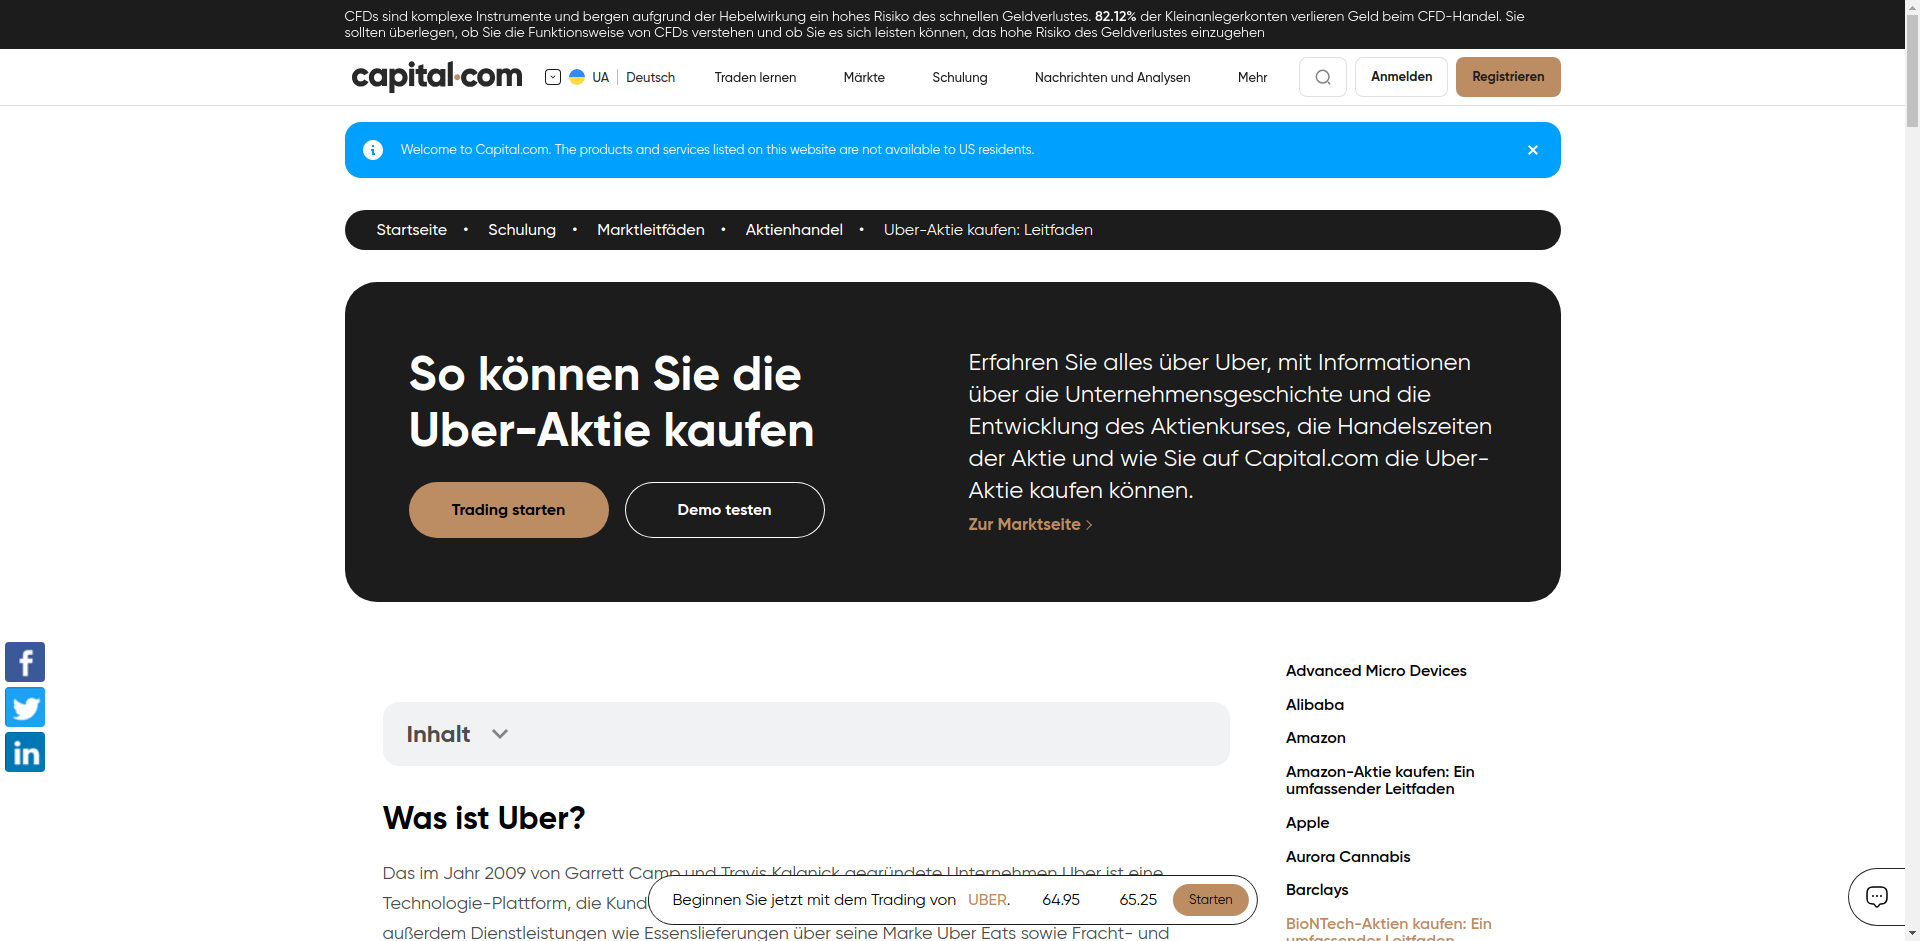 CFDs sind komplexe Instrumente und bergen aufgrund der Hebelwirkung ein hohes Risiko des schnellen Geldverlustes. 82.12% der Kleinanlegerkonten verlieren Geld beim CFD-Handel. Sie
sollten überlegen, ob Sie die Funktionsweise von CFDs verstehen und ob Sie es sich leisten können, das hohe Risiko des Geldverlustes einzugehen
capital.com
UA | Deutsch
Traden lernen
Märkte
Schulung
Nachrichten und Analysen
Mehr
Anmelden
Registrieren
Welcome to Capital.com. The products and services listed on this website are not available to US residents.
Startseite • Schulung • Marktleitfäden • Aktienhandel • Uber-Aktie kaufen: Leitfaden
So können Sie die
Uber-Aktie kaufen
Trading starten
Demo testen
Erfahren Sie alles über Uber, mit Informationen
über die Unternehmensgeschichte und die
Entwicklung des Aktienkurses, die Handelszeiten
der Aktie und wie Sie auf Capital.com die Uber-
Aktie kaufen können.
Zur Marktseite
Inhalt
Was ist Uber?
Das im Jahr 2009 von Garrett Camp und Travis Kalanick gegründete Unternehmen Uber ist eine
Technologie-Plattform, die Kund
außerdem Dienstleistungen wie Essenslieferungen über seine Marke Uber Eats sowie Fracht- und
Beginnen Sie jetzt mit dem Trading von UBER. 64.95 65.25 Starten
Advanced Micro Devices
Alibaba
Amazon
Amazon-Aktie kaufen: Ein
umfassender Leitfaden
Apple
Aurora Cannabis
Barclays
BioNTech-Aktien kaufen: Ein
umfassender Leitfaden